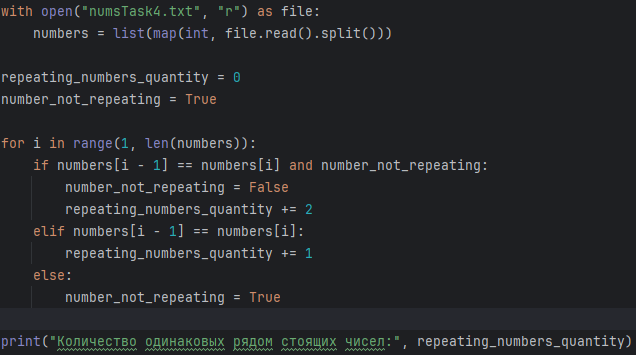 with open("numsTask4.txt", "r") as file:
    numbers = list(map(int, file.read().split()))
repeating_numbers_quantity = 0
number_not_repeating = True
for i in range(1, len(numbers)):
    if numbers[i - 1] == numbers[i] and number_not_repeating:
        number_not_repeating = False
        repeating_numbers_quantity += 2
    elif numbers[i - 1] == numbers[i]:
        repeating_numbers_quantity += 1
    else:
        number_not_repeating = True
print("Количество одинаковых рядом стоящих чисел:", repeating_numbers_quantity)